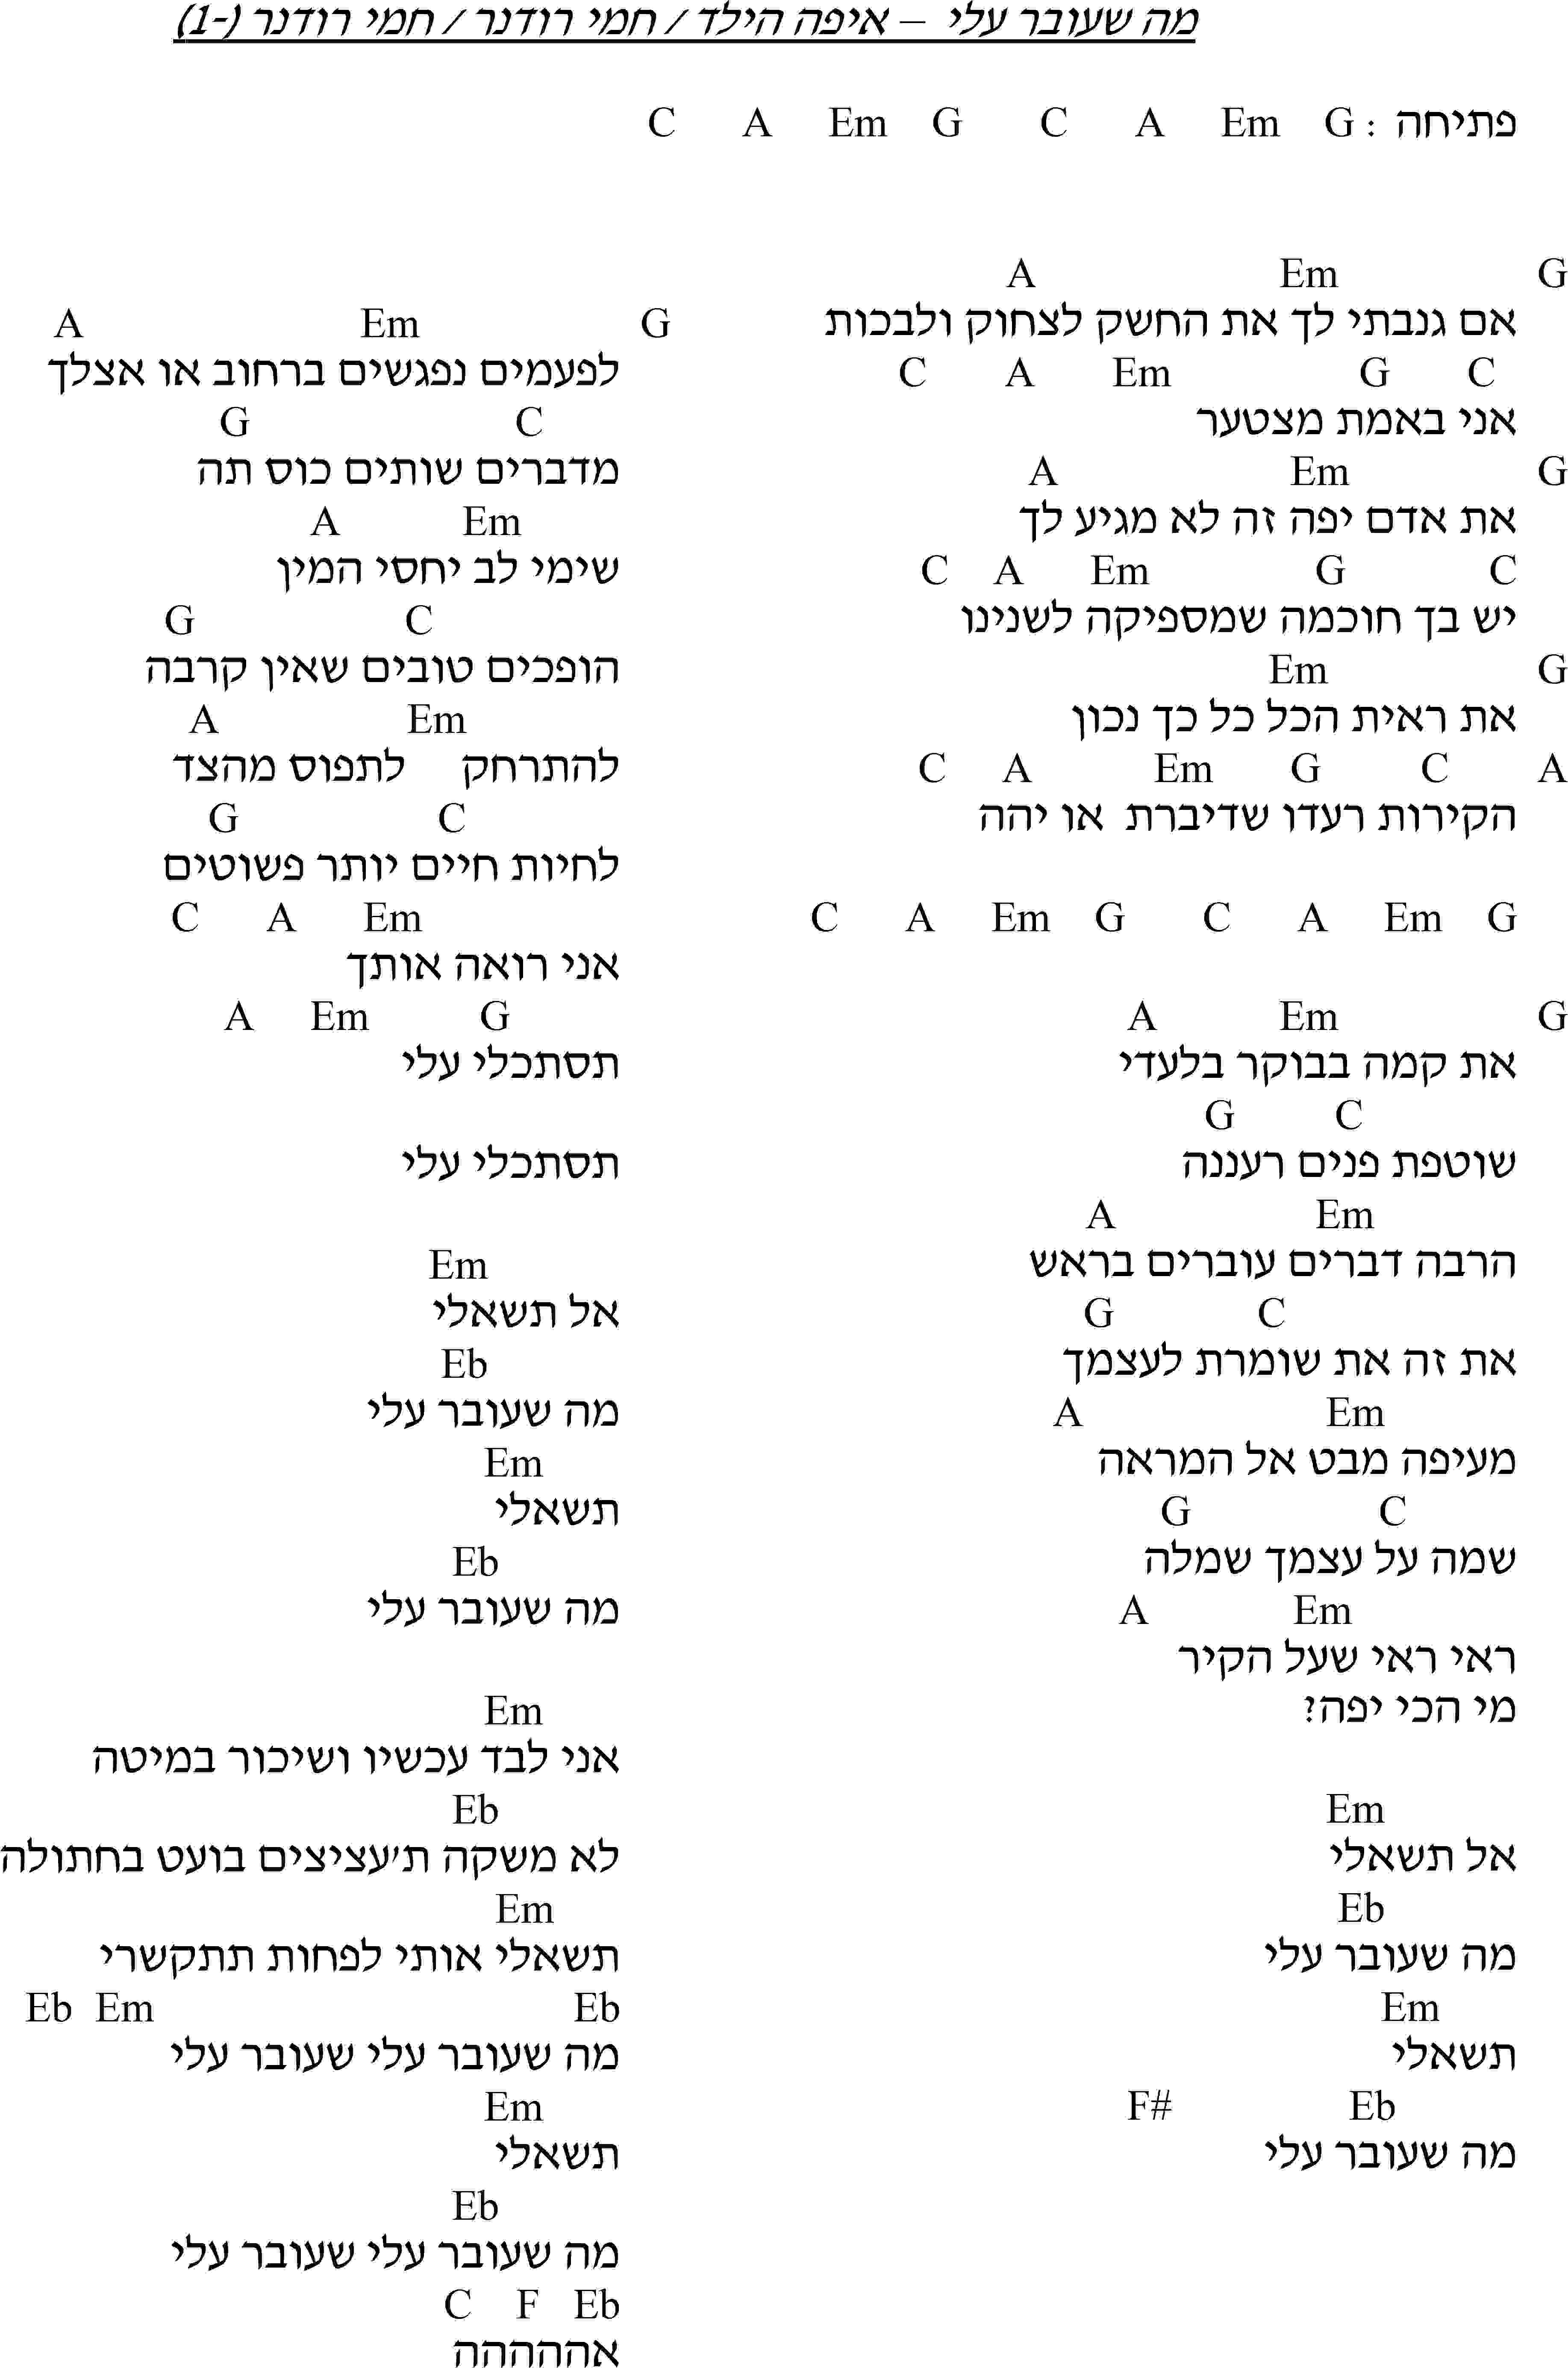 מה שעובר עלי – איפה הילד / חמי רודנר / חמי רודנר (-1)
פתיחה : G Em A C G Em A C
G Em A
אם גנבתי לך את החשק לצחוק ולבכות
C G Em A C
אני באמת מצטער
G Em A
את אדם יפה זה לא מגיע לך
C G Em A C
יש בך חוכמה שמספיקה לשנינו
G Em
את ראית הכל כל כך נכון
A C G Em A C
הקירות רעדו שדיברת או יהה
G Em A C G Em A C
G Em A
את קמה בבוקר בלעדי
C G
שוטפת פנים רעננה
Em A
הרבה דברים עוברים בראש
C G
את זה את שומרת לעצמך
Em A
מעיפה מבט אל המראה
C G
שמה על עצמך שמלה
Em A
ראי ראי שעל הקיר
מי הכי יפה?
Em
אל תשאלי
Eb
מה שעובר עלי
Em
תשאלי
Eb F#
מה שעובר עלי
G Em A
לפעמים נפגשים ברחוב או אצלך
C G
מדברים שותים כוס תה
Em A
שימי לב יחסי המין
C G
הופכים טובים שאין קרבה
Em A
להתרחק לתפוס מהצד
C G
לחיות חיים יותר פשוטים
Em A C
אני רואה אותך
G Em A
תסתכלי עלי
תסתכלי עלי
Em
אל תשאלי
Eb
מה שעובר עלי
Em
תשאלי
Eb
מה שעובר עלי
Em
אני לבד עכשיו ושיכור במיטה
Eb
לא משקה ת'עציצים בועט בחתולה
Em
תשאלי אותי לפחות תתקשרי
Eb Em Eb
מה שעובר עלי שעובר עלי
Em
תשאלי
Eb
מה שעובר עלי שעובר עלי
Eb F C
אההההה